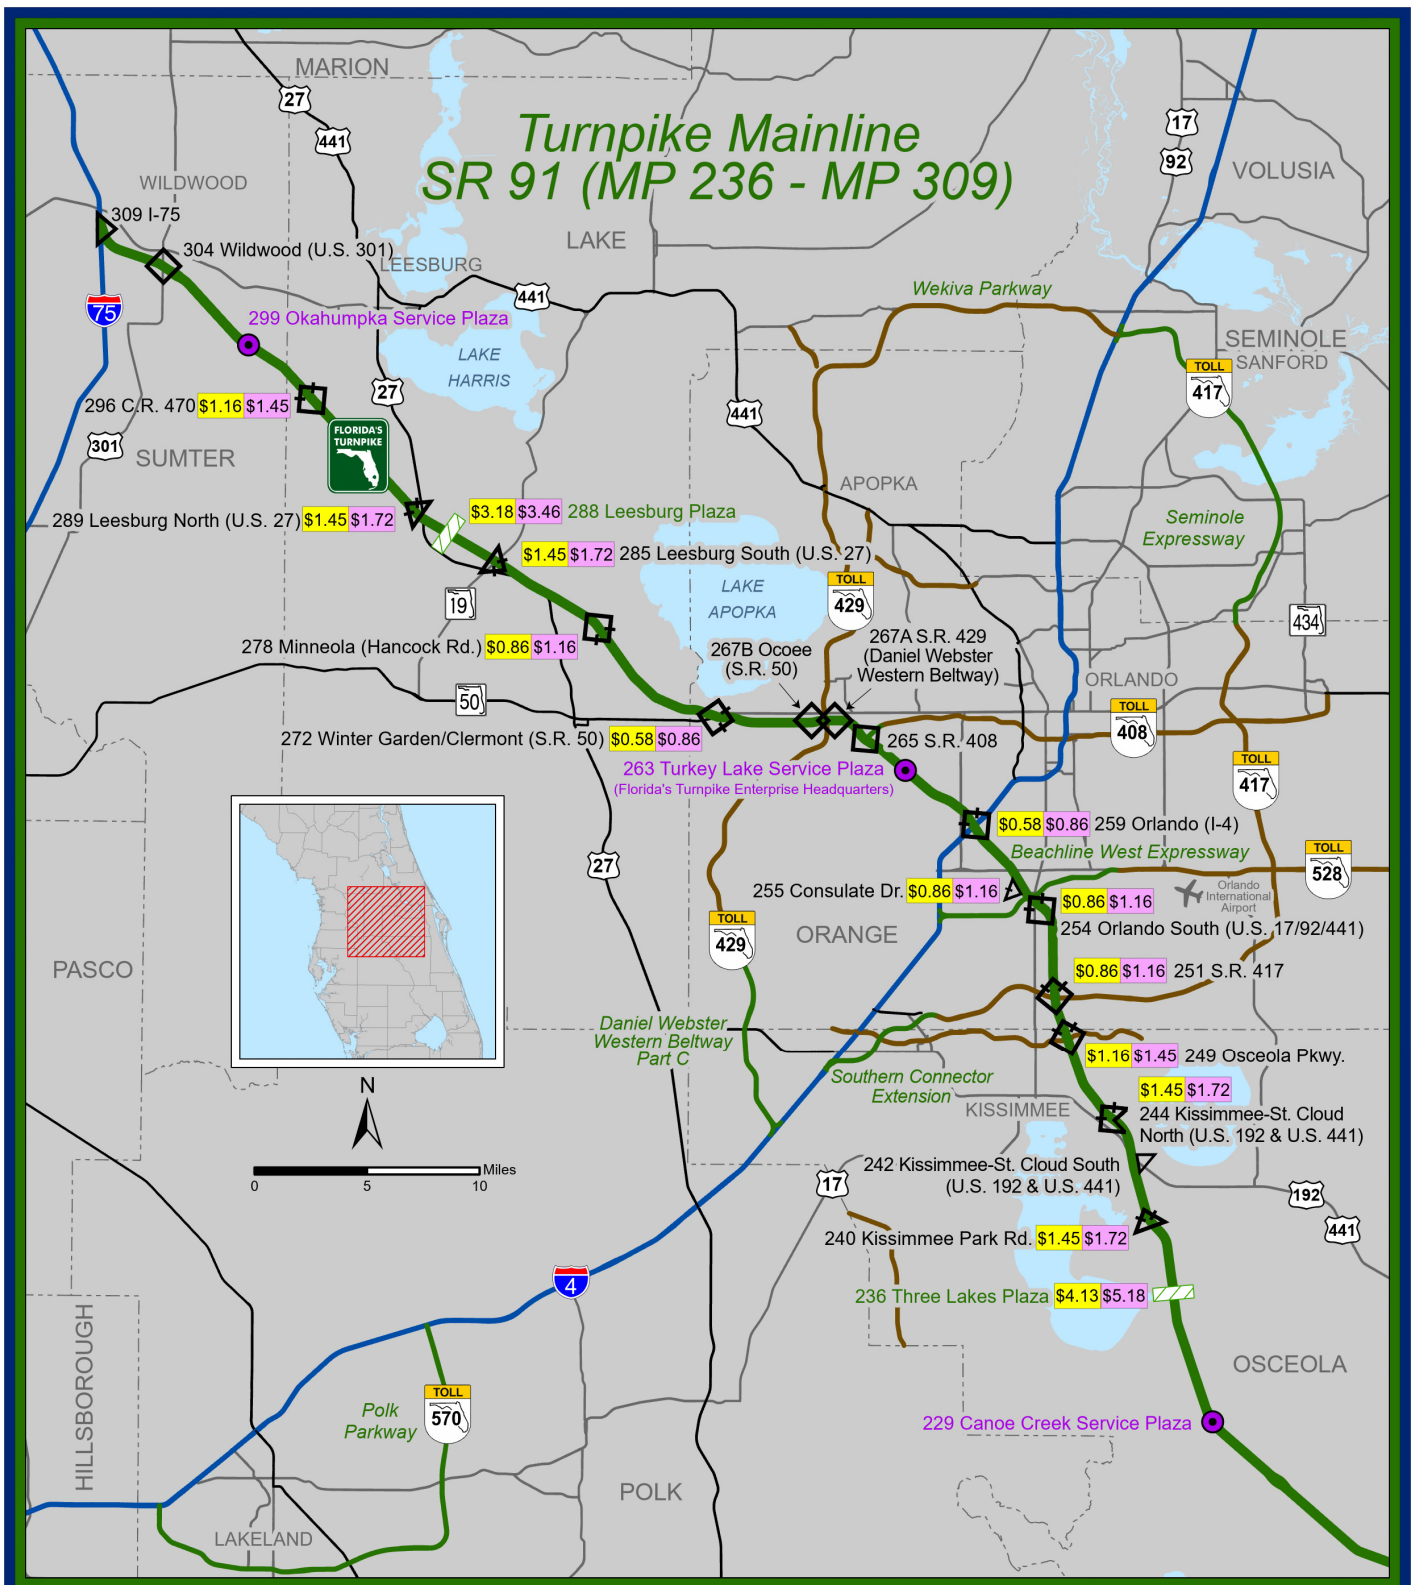 MARION
27
441
Turnpike Mainline
SR 91 (MP 236 - MP 309)
17
92
VOLUSIA
WILDWOOD
309 I-75
304 Wildwood (U.S. 301)
LAKE
LEESBURG
441
75
299 Okahumpka Service Plaza
Wekiva Parkway
SEMINOLE
SANFORD
LAKE
HARRIS
TOLL
417
27
441
296 C.R. 470 $1.16 $1.45
FLORIDA'S
TURNPIKE
301
SUMTER
APOPKA
289 Leesburg North (U.S. 27) $1.45 $1.72
$3.18 $3.46 288 Leesburg Plaza
Seminole
Expressway
$1.45 $1.72 285 Leesburg South (U.S. 27)
LAKE
APOPKA
TOLL
429
19
434
278 Minneola (Hancock Rd.) $0.86 $1.16
267B Ocoee
(S.R. 50)
267A S.R. 429
(Daniel Webster
Western Beltway)
ORLANDO
50
TOLL
408
272 Winter Garden/Clermont (S.R. 50) $0.58 $0.86
265 S.R. 408
263 Turkey Lake Service Plaza
(Florida's Turnpike Enterprise Headquarters)
TOLL
417
$0.58 $0.86 259 Orlando (I-4)
Beachline West Expressway
27
TOLL
528
255 Consulate Dr. $0.86 $1.16
Orlando
International
Airport
$0.86 $1.16
254 Orlando South (U.S. 17/92/441)
TOLL
429
ORANGE
PASCO
$0.86 $1.16 251 S.R. 417
Daniel Webster
Western Beltway
Part C
$1.16 $1.45 249 Osceola Pkwy.
Southern Connector
Extension
N
KISSIMMEE
$1.45 $1.72
244 Kissimmee-St. Cloud
North (U.S. 192 & U.S. 441)
Miles
0 5 10
242 Kissimmee-St. Cloud South
(U.S. 192 & U.S. 441)
17
192
441
240 Kissimmee Park Rd. $1.45 $1.72
4
236 Three Lakes Plaza $4.13 $5.18
HILLSBOROUGH
OSCEOLA
TOLL
570
Polk
Parkway
229 Canoe Creek Service Plaza
POLK
LAKELAND